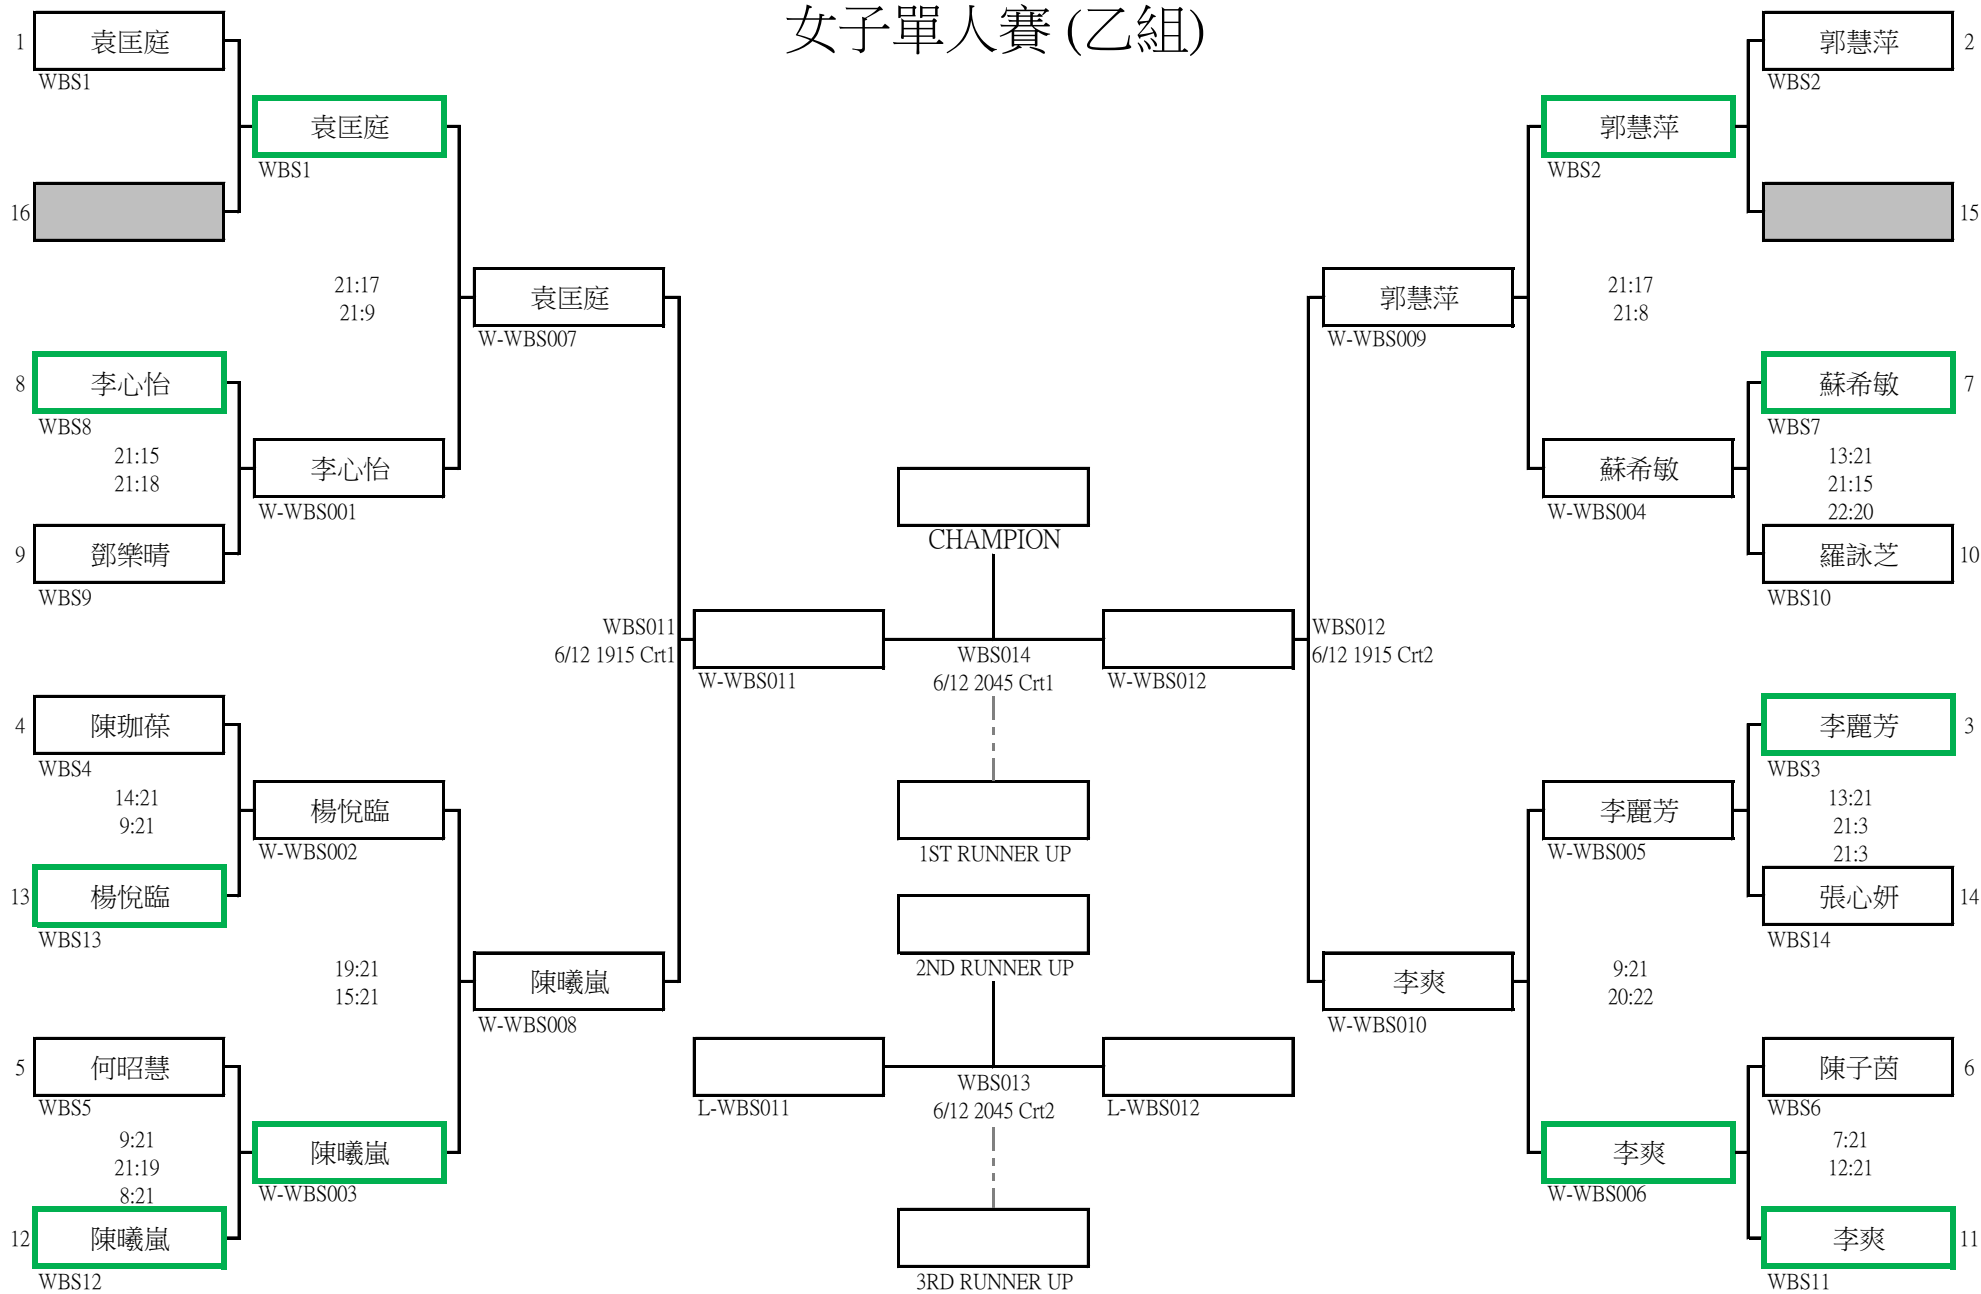 女子單人賽 (乙組)
1
袁匡庭
WBS1
16
袁匡庭
WBS1
21:17
21:9
8
李心怡
WBS8
21:15
21:18
9
鄧樂晴
WBS9
李心怡
W-WBS001
袁匡庭
W-WBS007
4
陳珈葆
WBS4
14:21
9:21
13
楊悅臨
WBS13
楊悅臨
W-WBS002
19:21
15:21
5
何昭慧
WBS5
9:21
21:19
8:21
12
陳曦嵐
WBS12
陳曦嵐
W-WBS003
陳曦嵐
W-WBS008
WBS011
6/12 1915 Crt1
W-WBS011
CHAMPION
WBS014
6/12 2045 Crt1
1ST RUNNER UP
2ND RUNNER UP
L-WBS011
WBS013
6/12 2045 Crt2
L-WBS012
3RD RUNNER UP
W-WBS012
WBS012
6/12 1915 Crt2
郭慧萍
W-WBS009
李爽
W-WBS010
郭慧萍
WBS2
21:17
21:8
蘇希敏
W-WBS004
李麗芳
W-WBS005
9:21
20:22
李爽
W-WBS006
郭慧萍
2
WBS2
15
蘇希敏
7
WBS7
13:21
21:15
22:20
羅詠芝
10
WBS10
李麗芳
3
WBS3
13:21
21:3
21:3
張心妍
14
WBS14
陳子茵
6
WBS6
7:21
12:21
李爽
11
WBS11